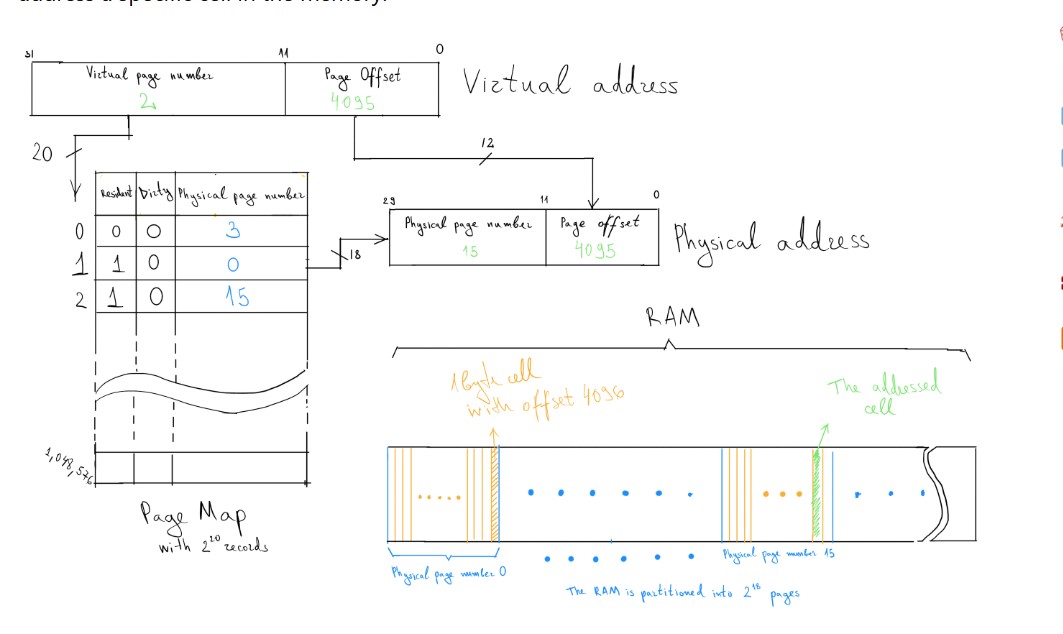 address a specific cell in the memory.
31 11 0
Virtual page number Page Offset
2 4095
Virtual address
20
12
Resident Dirty Physical page number
0 0 0 3
1 1 0 0
2 1 0 15
18
29 11 0
Physical page number Page offset
15 4095
Physical address
RAM
1 Byte cell
with offset 4096
The addressed
cell
1,048,576
Page Map
with 2^20 records
Physical page number 0
Physical page number 15
The RAM is partitioned into 2^18 pages